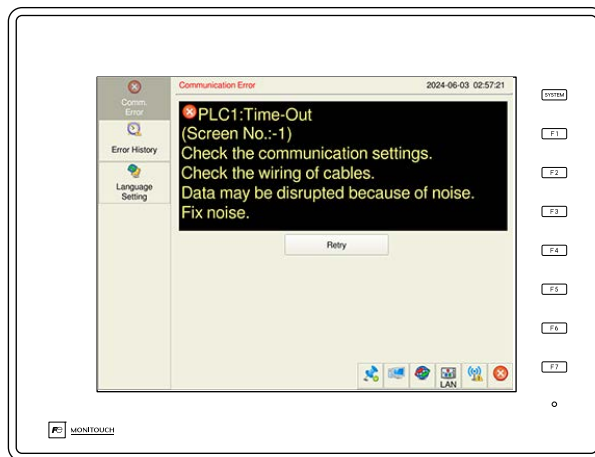 Comm.
Error
Error History
Language
Setting
Communication Error
2024-06-03 02:57:21
PLC1:Time-Out
(Screen No.:-1)
Check the communication settings.
Check the wiring of cables.
Data may be disrupted because of noise.
Fix noise.
Retry
LAN
SYSTEM
F1
F2
F3
F4
F5
F6
F7
Fe MONITOUCH